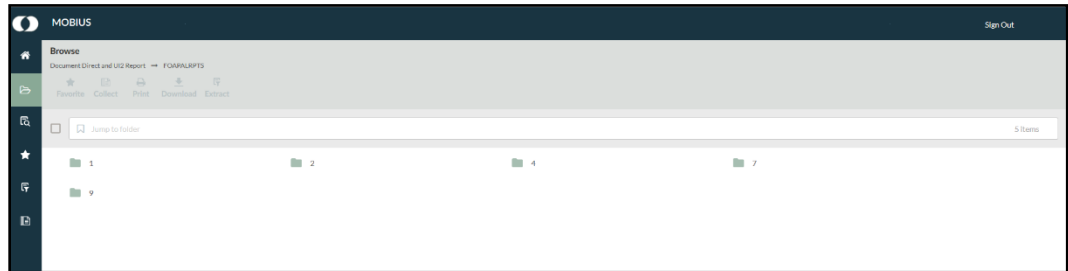 MOBIUS
Sign Out
Browse
Document Direct and UI2 Report → FOAPALRPTS
Favorite Collect Print Download Extract
Jump to folder
5 items
1 2 4 7
9